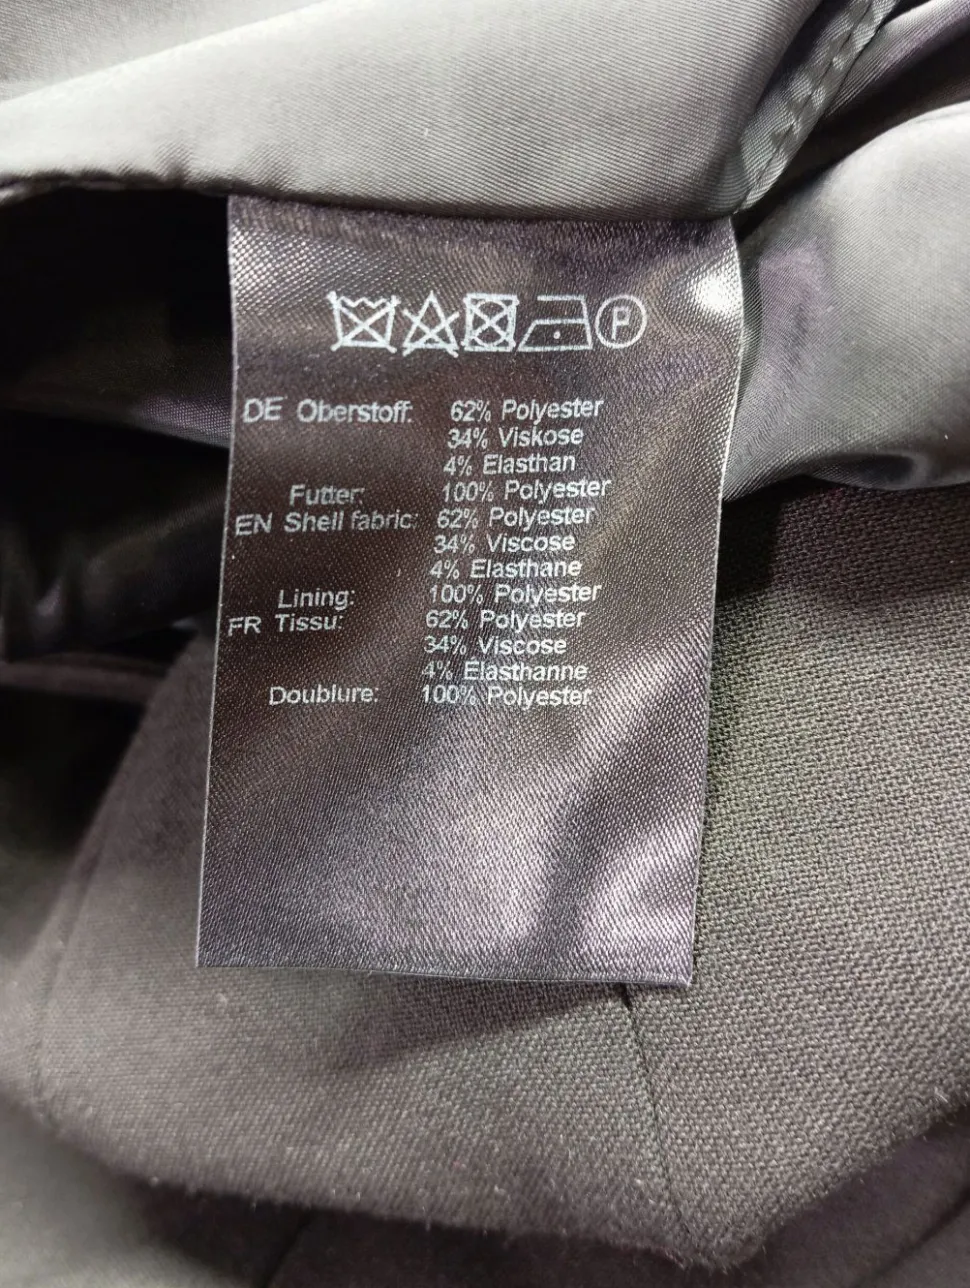 P
DE Oberstoff: 62% Polyester
34% Viskose
4% Elasthan
Futter: 100% Polyester
EN Shell fabric: 62% Polyester
34% Viscose
4% Elasthane
Lining: 100% Polyester
FR Tissu: 62% Polyester
34% Viscose
4% Elasthanne
Doublure: 100% Polyester